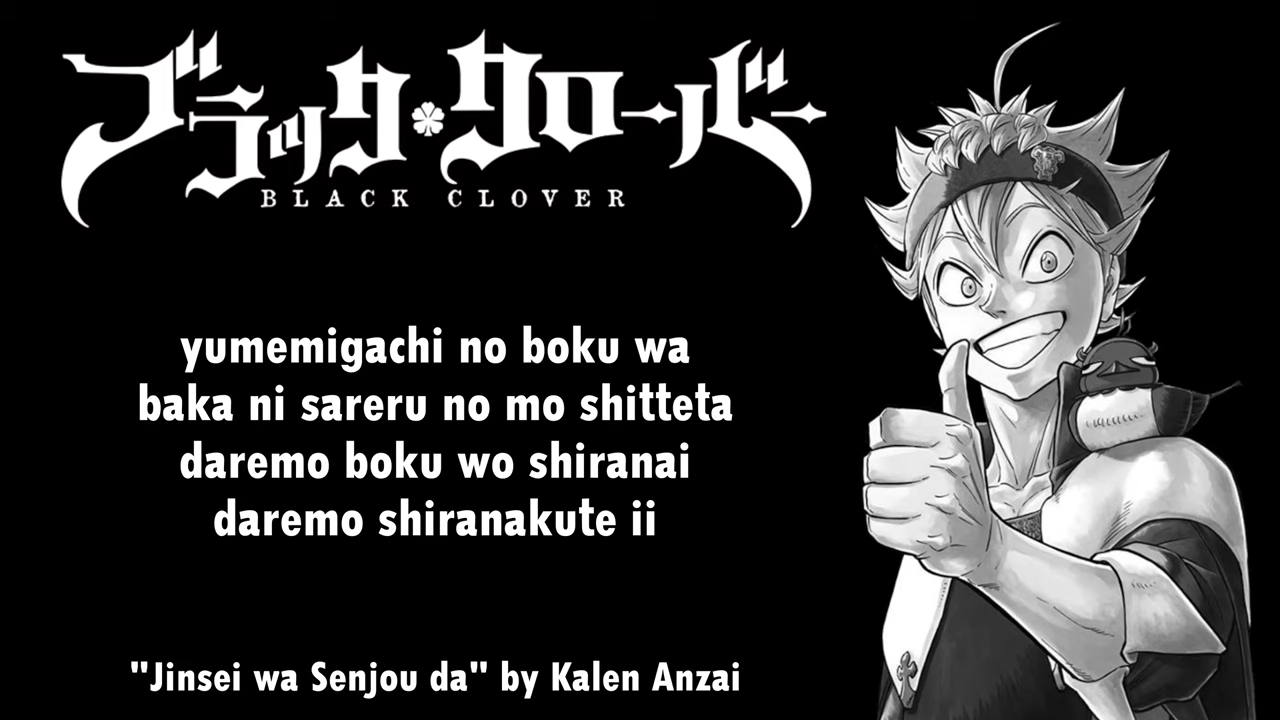 ブラック・クローバー
BLACK CLOVER
yumemigachi no boku wa
baka ni sareru no mo shitteta
daremo boku wo shiranai
daremo shiranakute ii
"Jinsei wa Senjou da" by Kalen Anzai